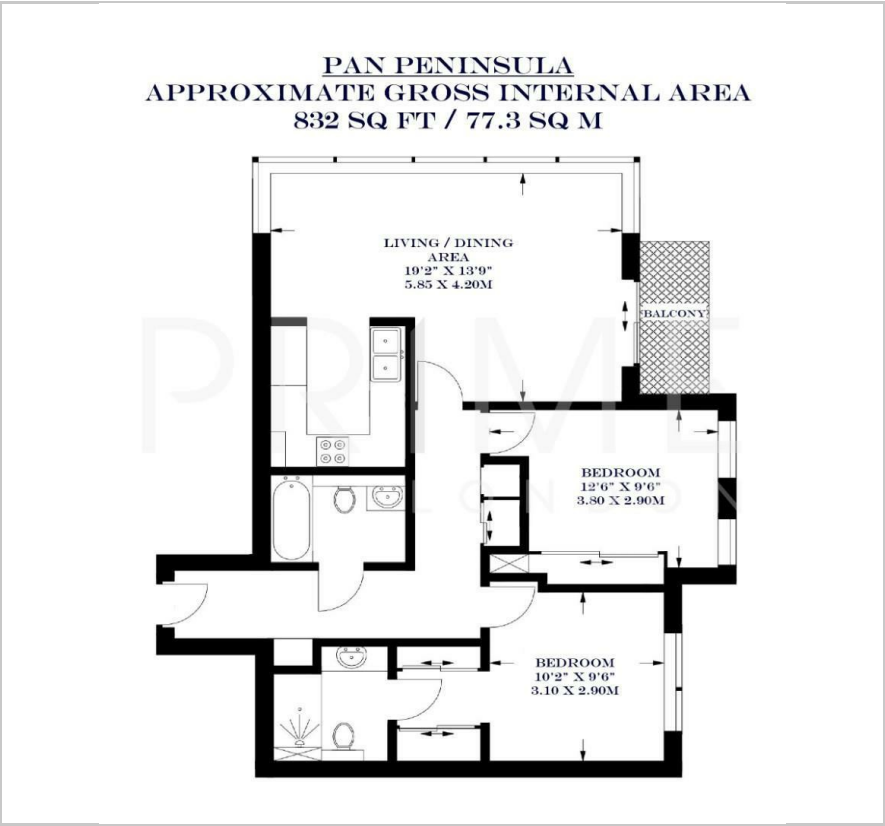 PAN PENINSULA
APPROXIMATE GROSS INTERNAL AREA
832 SQ FT / 77.3 SQ M
LIVING / DINING
AREA
19'2" X 13'9"
5.85 X 4.20M
BALCONY
PRIME
LONDON
BEDROOM
12'6" X 9'6"
3.80 X 2.90M
BEDROOM
10'2" X 9'6"
3.10 X 2.90M